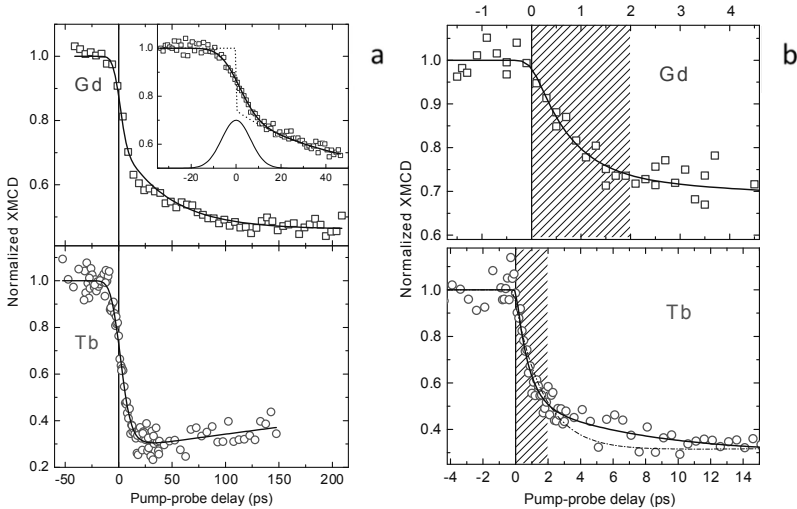 a
Normalized XMCD
1.0
0.8
0.6
Gd
1.0
0.8
0.6
-20 0 20 40
1.0
0.8
0.6
0.4
0.2
Tb
-50 0 50 100 150 200
Pump-probe delay (ps)
b
-1 0 1 2 3 4
Normalized XMCD
1.0
0.9
0.8
0.7
0.6
Gd
1.0
0.8
0.6
0.4
Tb
-4 -2 0 2 4 6 8 10 12 14
Pump-probe delay (ps)